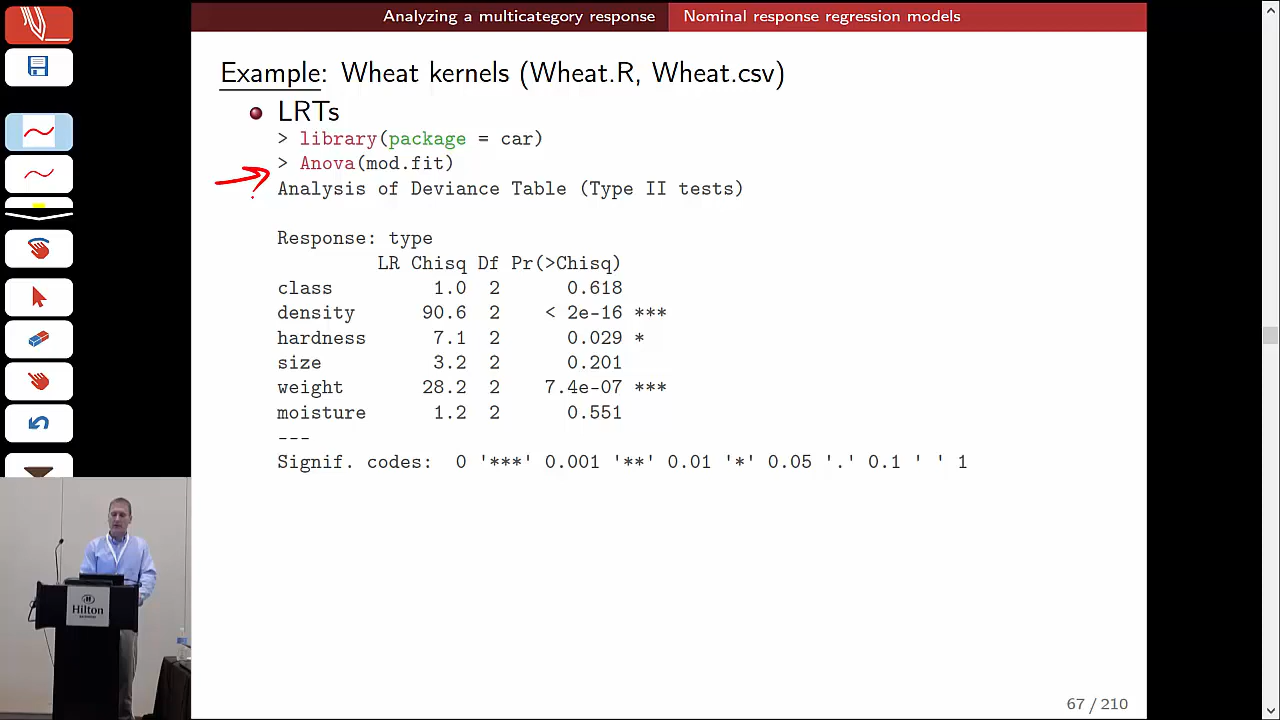 Analyzing a multicategory response Nominal response regression models
Example: Wheat kernels (Wheat.R, Wheat.csv)
LRTs
> library(package = car)
> Anova(mod.fit)
Analysis of Deviance Table (Type II tests)
Response: type
LR Chisq Df Pr(>Chisq)
class 1.0 2 0.618
density 90.6 2 < 2e-16 ***
hardness 7.1 2 0.029 *
size 3.2 2 0.201
weight 28.2 2 7.4e-07 ***
moisture 1.2 2 0.551
---
Signif. codes: 0 '***' 0.001 '**' 0.01 '*' 0.05 '.' 0.1 ' ' 1
Hilton
67 / 210